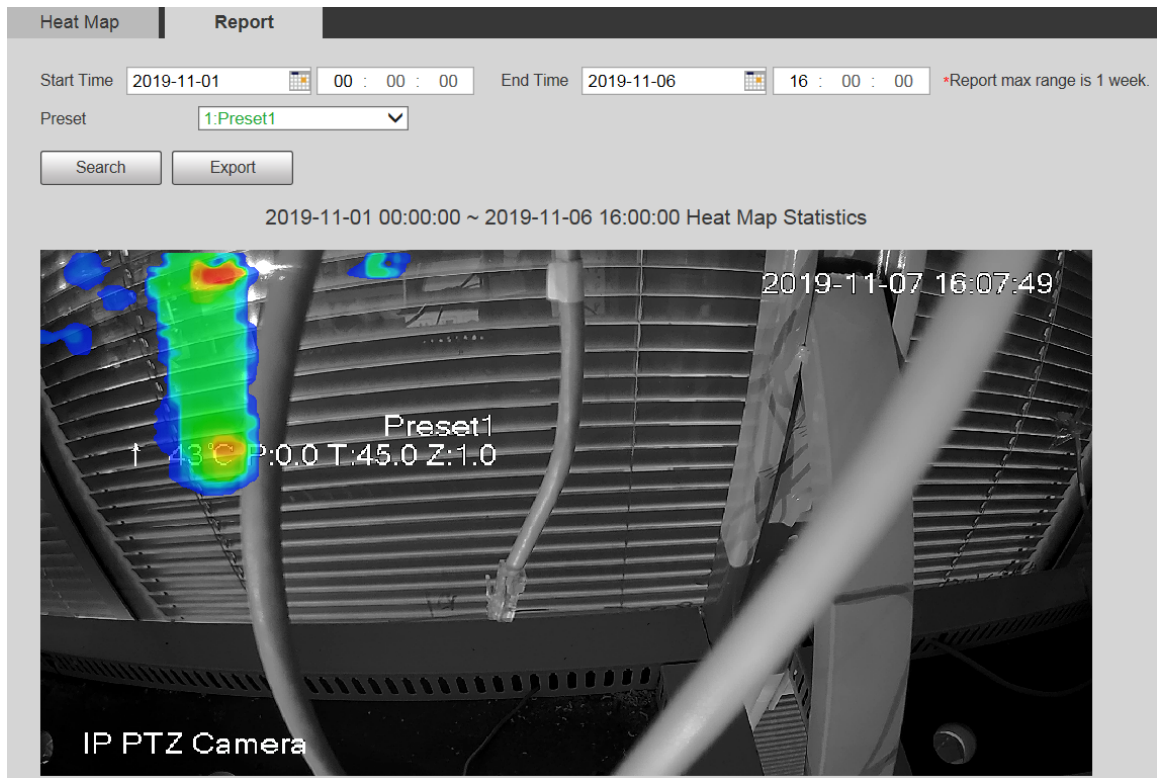 Heat Map Report
Start Time 2019-11-01 00 : 00 : 00 End Time 2019-11-06 16 : 00 : 00 *Report max range is 1 week.
Preset 1:Preset1
Search Export
2019-11-01 00:00:00 ~ 2019-11-06 16:00:00 Heat Map Statistics
2019-11-07 16:07:49
Preset1
↑ 43°C P:0.0 T:45.0 Z:1.0
IP PTZ Camera